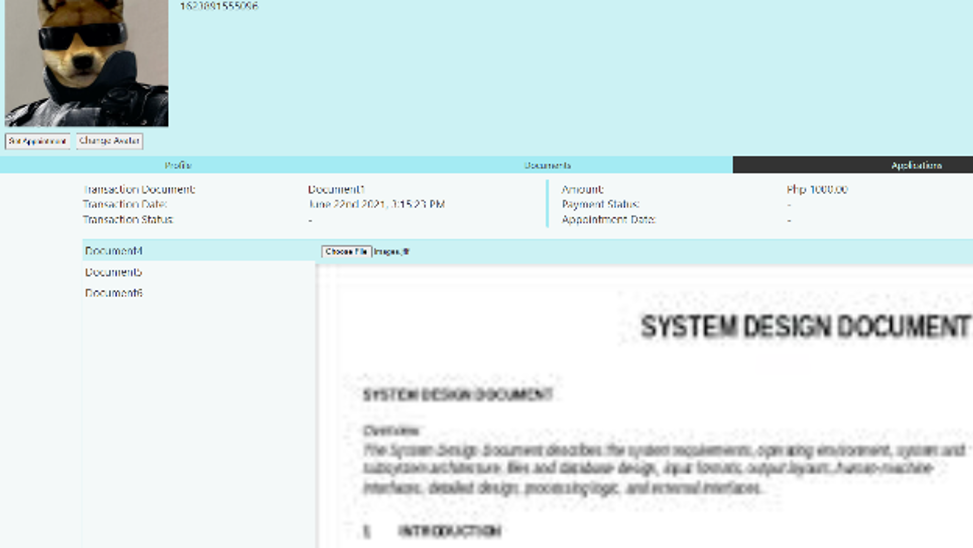 1623891555096
Set Appointment Change Avatar
Profile Documents Applications
Transaction Document: Document1 Amount: Php 1000.00
Transaction Date: June 22nd 2021, 3:15:23 PM Payment Status: -
Transaction Status: - Appointment Date: -
Document4 Choose File
Document5
Document6
SYSTEM DESIGN DOCUMENT
SYSTEM DESIGN DOCUMENT
Overview
The System Design Document describes the system requirements, operating environment, system and
subsystem architecture, files and database design, input formats, output layouts, human-machine
interfaces, detailed design, processing logic, and external interfaces.
1 INTRODUCTION